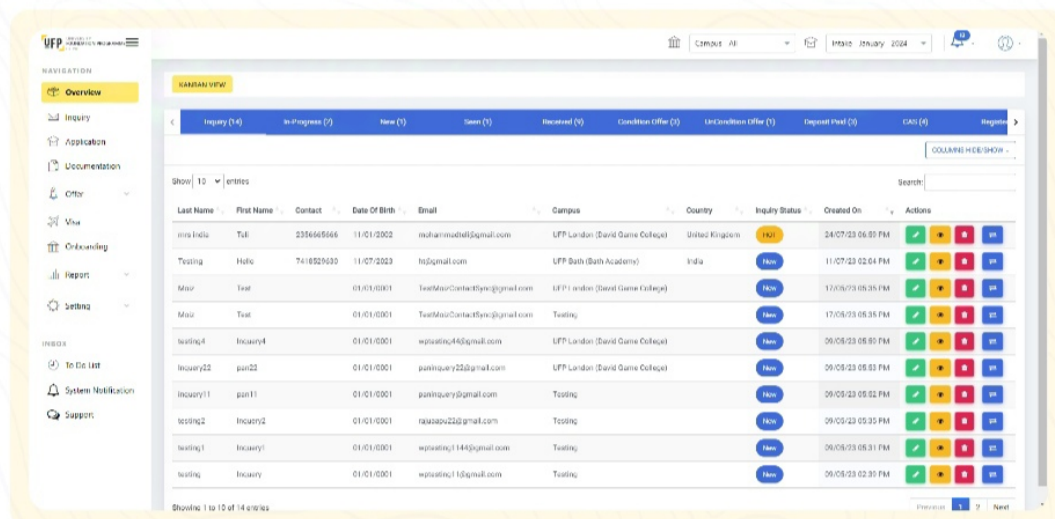 UFP UNIVERSITY FOUNDATION PROGRAMME
Campus All
Intake January 2024
NAVIGATION
Overview
Inquiry
Application
Documentation
Offer
Visa
Onboarding
Report
Setting
INBOX
To Do List
System Notification
Support
KANBAN VIEW
Inquiry (14) In-Progress (2) New (1) Seen (1) Received (9) Condition Offer (3) UnCondition Offer (1) Deposit Paid (3) CAS (4) Register
COLUMNS HIDE/SHOW
Show 10 entries
Search:
Last Name First Name Contact Date Of Birth Email Campus Country Inquiry Status Created On Actions
mrs india Tuli 2356665666 11/01/2002 mohammadteli@gmail.com UFP London (David Game College) United Kingdom HOT 24/07/23 06:59 PM
Testing Hello 7418529630 11/07/2023 hi@gmail.com UFP Bath (Bath Academy) India New 11/07/23 02:04 PM
Moiz Test 01/01/0001 TestMoizContactSync@gmail.com UFP London (David Game College) New 17/05/23 05:35 PM
Moiz Test 01/01/0001 TestMoizContactSync@gmail.com Testing New 17/05/23 05:35 PM
testing4 Inquery4 01/01/0001 wptesting44@gmail.com UFP London (David Game College) New 09/05/23 05:59 PM
Inquery22 pan22 01/01/0001 paninquery22@gmail.com UFP London (David Game College) New 09/05/23 05:53 PM
inquery11 pan11 01/01/0001 paninquery@gmail.com Testing New 09/05/23 05:52 PM
testing2 Inquery2 01/01/0001 Testing New 09/05/23 05:35 PM
testing1 Inquery1 01/01/0001 wptesting1144@gmail.com Testing New 09/05/23 05:31 PM
testing Inquery 01/01/0001 wptesting11@gmail.com Testing New 09/05/23 02:39 PM
Showing 1 to 10 of 14 entries
Previous 1 2 Next